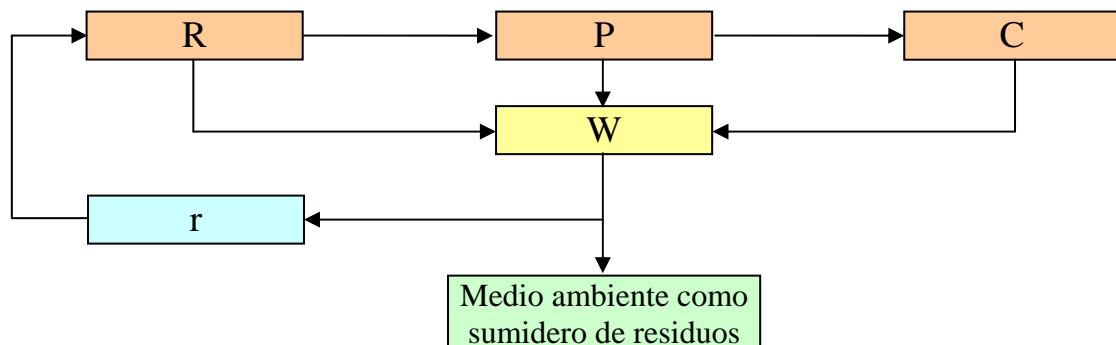 R
P
C
W
r
Medio ambiente como
sumidero de residuos